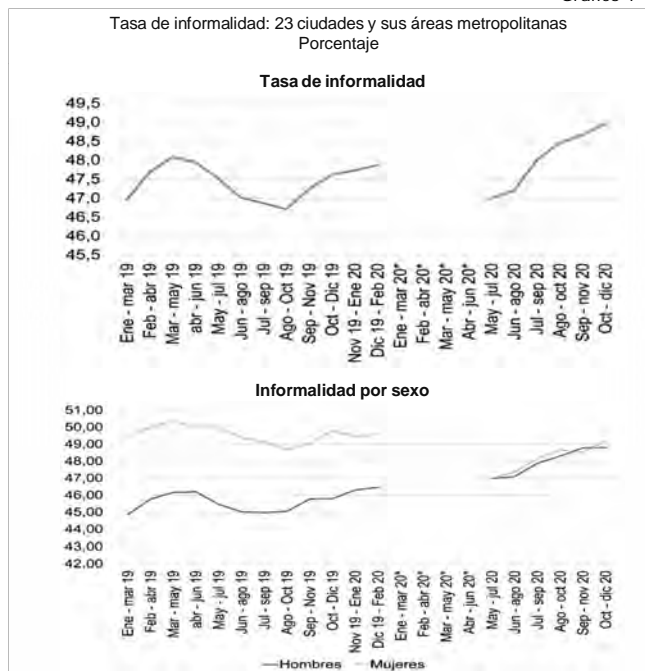 Tasa de informalidad: 23 ciudades y sus áreas metropolitanas
Porcentaje
Tasa de informalidad
49,5
49,0
48,5
48,0
47,5
47,0
46,5
46,0
45,5
Ene - mar 19
Feb - abr 19
Mar - may 19
abr - jun 19
May - jul 19
Jun - ago 19
Jul - sep 19
Ago - Oct 19
Sep - Nov 19
Oct - Dic 19
Nov 19 - Ene 20
Dic 19 - Feb 20
Ene - mar 20*
Feb - abr 20*
Mar - may 20*
Abr - jun 20*
May - jul 20
Jun - ago 20
Jul - sep 20
Ago - oct 20
Sep - nov 20
Oct - dic 20
Informalidad por sexo
51,00
50,00
49,00
48,00
47,00
46,00
45,00
44,00
43,00
42,00
Ene - mar 19
Feb - abr 19
Mar - may 19
abr - jun 19
May - jul 19
Jun - ago 19
Jul - sep 19
Ago - Oct 19
Sep - Nov 19
Oct - Dic 19
Nov 19 - Ene 20
Dic 19 - Feb 20
Ene - mar 20*
Feb - abr 20*
Mar - may 20*
Abr - jun 20*
May - jul 20
Jun - ago 20
Jul - sep 20
Ago - oct 20
Sep - nov 20
Oct - dic 20
Hombres Mujeres